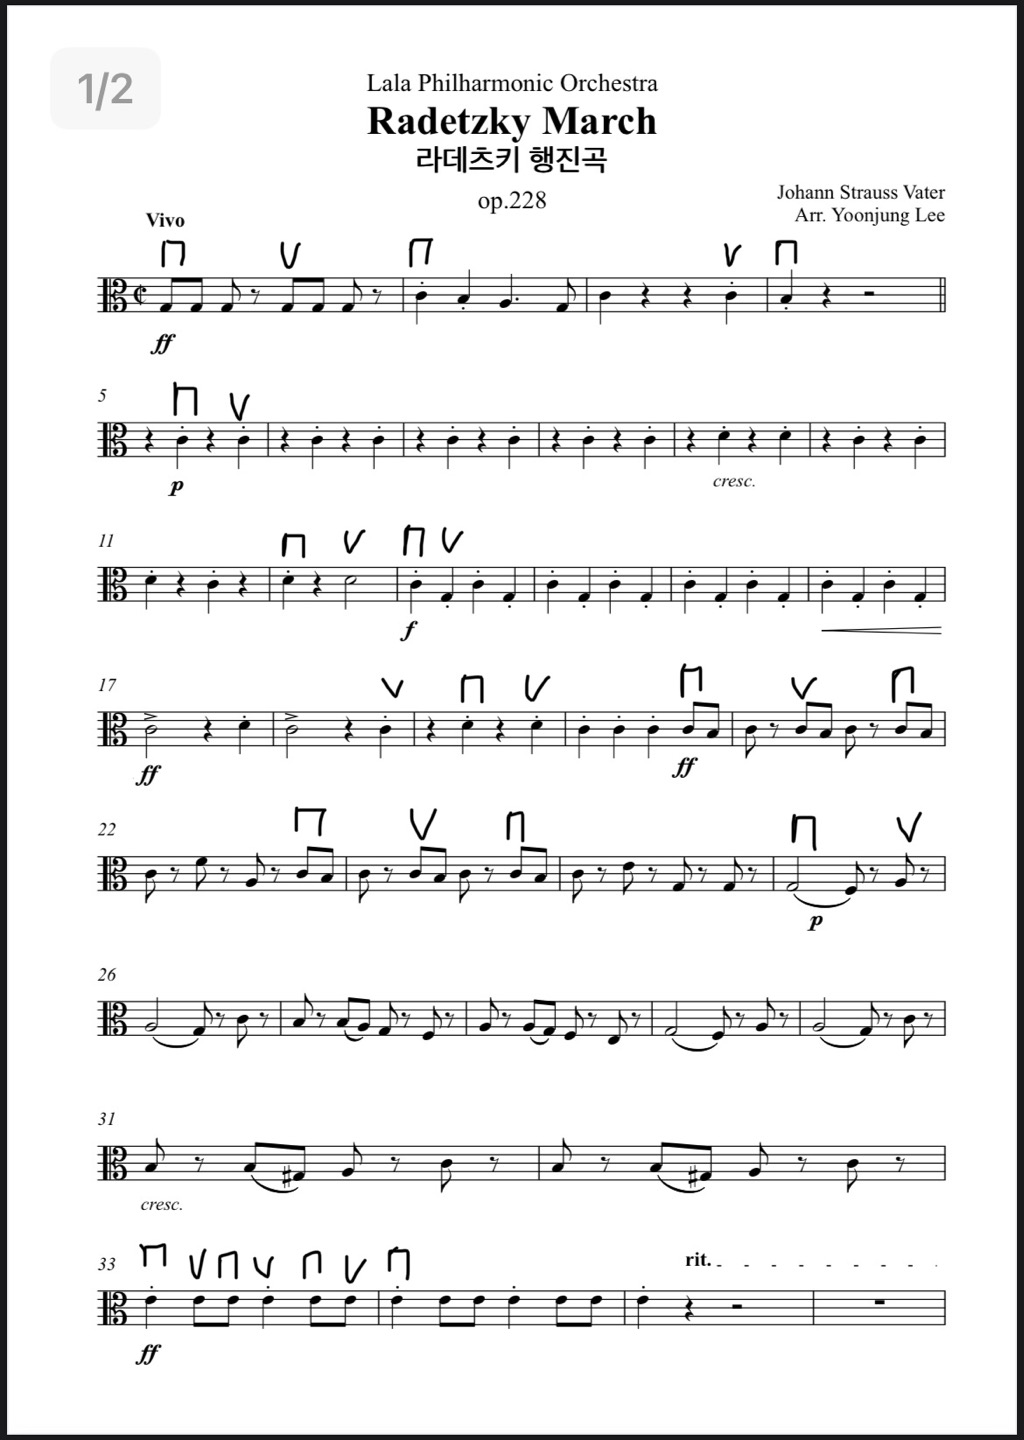 1/2
Lala Philharmonic Orchestra
Radetzky March
라데츠키 행진곡
op.228
Johann Strauss Vater
Arr. Yoonjung Lee
Vivo
ff
5
p
cresc.
11
f
17
ff
ff
22
p
26
31
cresc.
33
rit.
ff